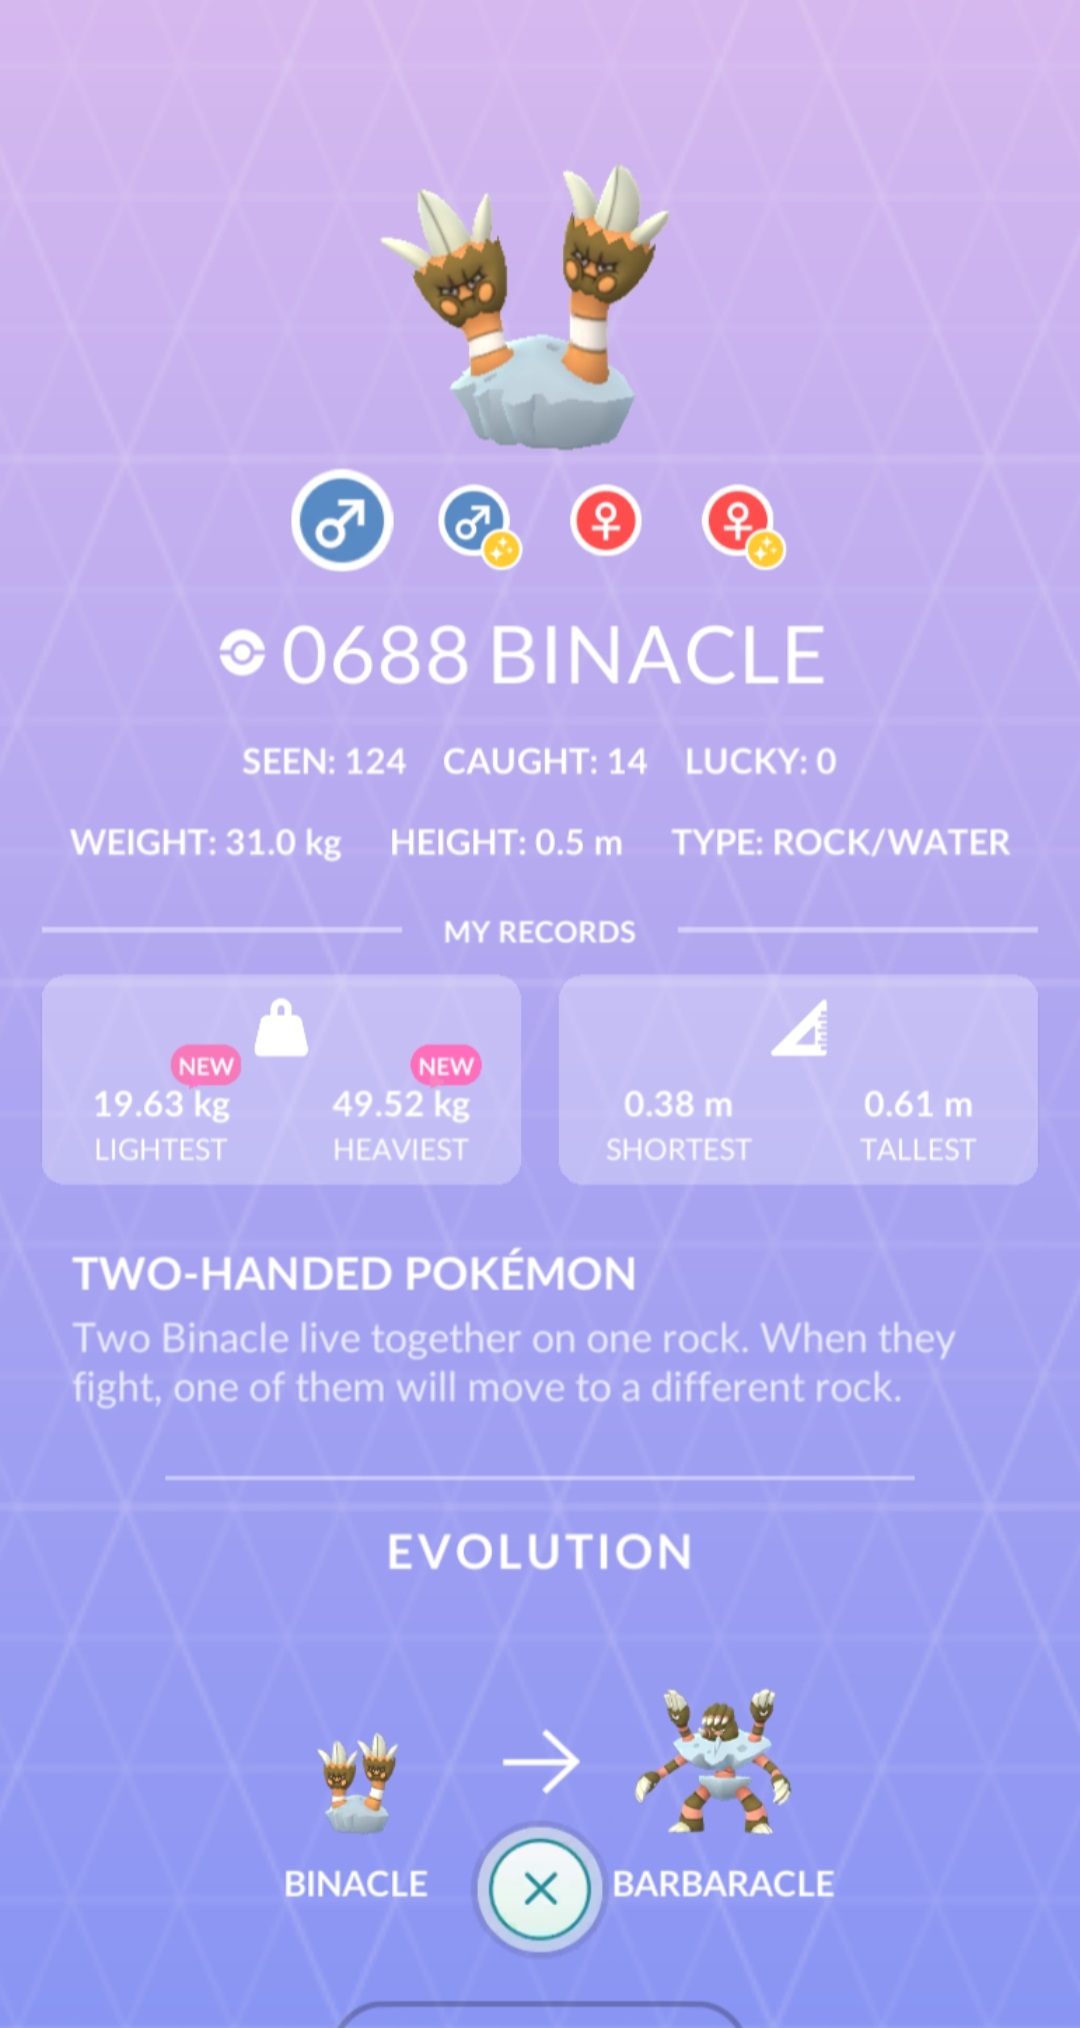 0688 BINACLE
SEEN: 124 CAUGHT: 14 LUCKY: 0
WEIGHT: 31.0 kg HEIGHT: 0.5 m TYPE: ROCK/WATER
MY RECORDS
NEW NEW
19.63 kg 49.52 kg 0.38 m 0.61 m
LIGHTEST HEAVIEST SHORTEST TALLEST
TWO-HANDED POKÉMON
Two Binacle live together on one rock. When they
fight, one of them will move to a different rock.
EVOLUTION
BINACLE BARBARACLE